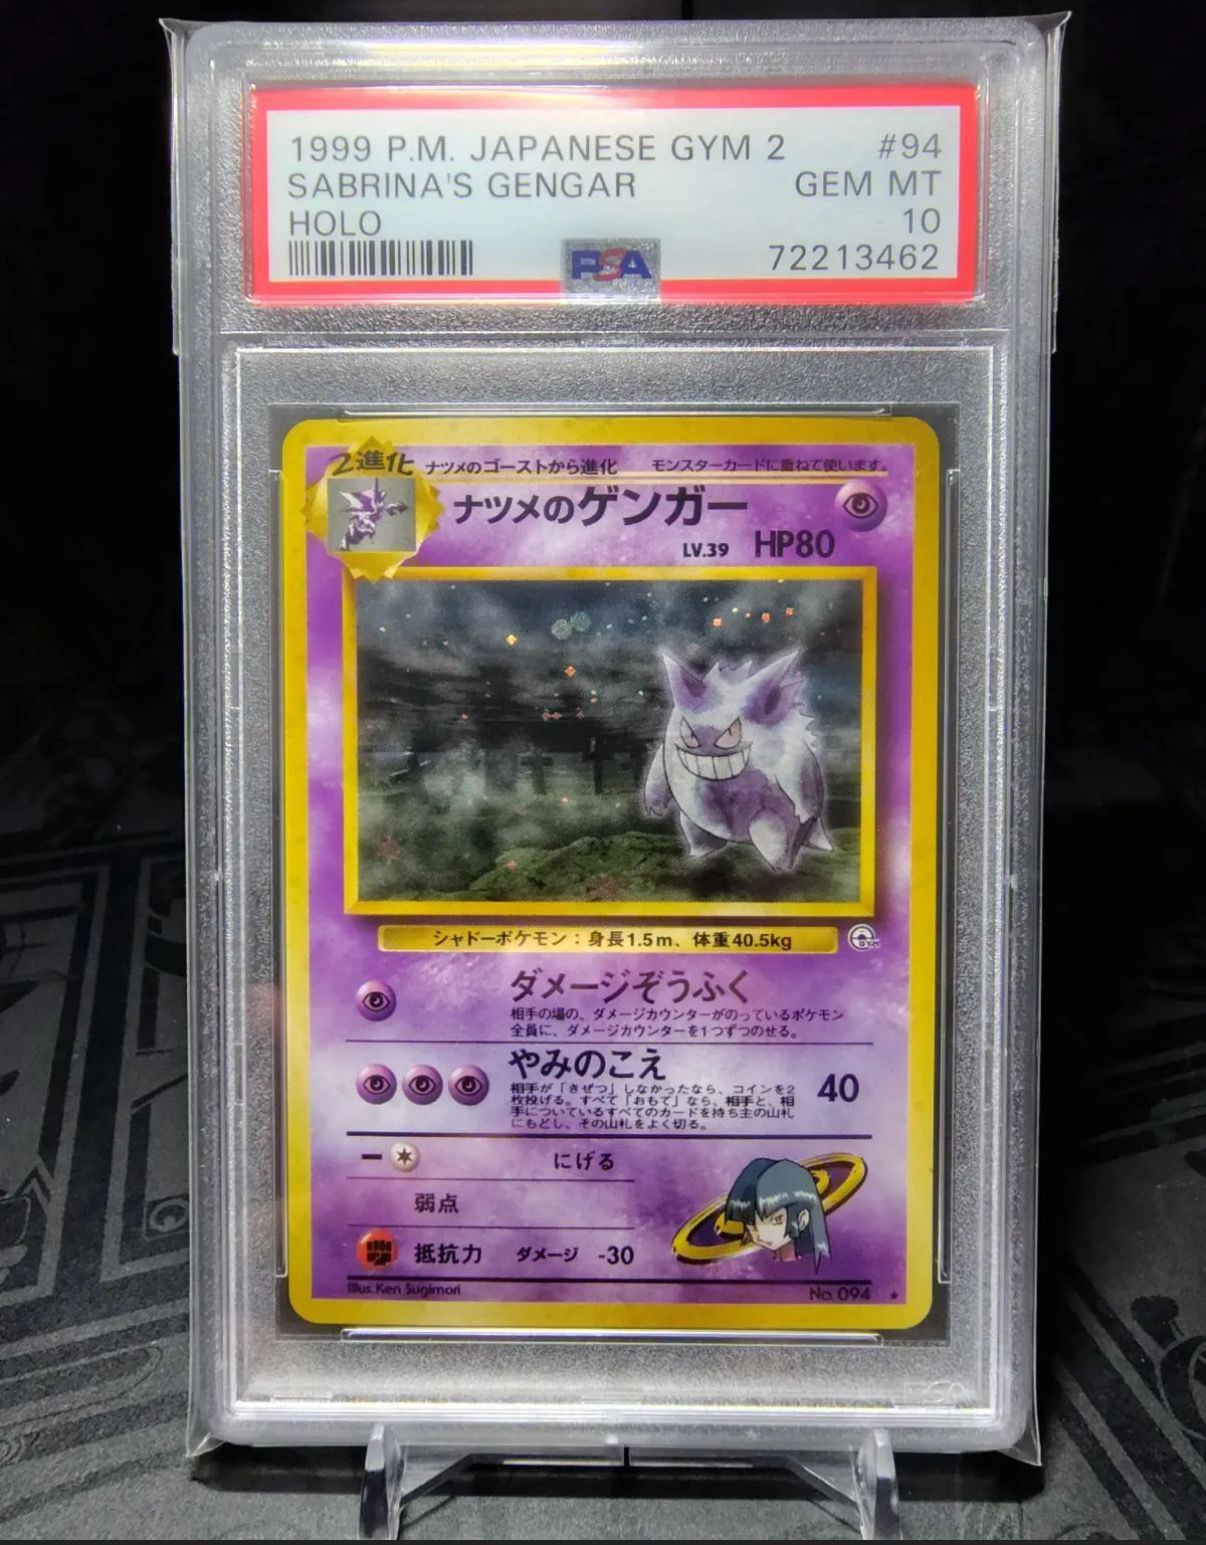 1999 P.M. JAPANESE GYM 2 #94
SABRINA'S GENGAR GEM MT
HOLO 10
PSA 72213462
2進化 ナツメのゴーストから進化 モンスターカードに重ねて使います。
ナツメのゲンガー
LV.39 HP80
シャドーポケモン：身長1.5m、体重40.5kg
GYM
ダメージぞうふく
相手の場の、ダメージカウンターがのっているポケモン
全員に、ダメージカウンターを1つずつのせる。
やみのこえ
相手が「きぜつ」しなかったなら、コインを2
枚投げる。すべて「おもて」なら、相手と、相
手についているすべてのカードを持ち主の山札
にもどし、その山札をよく切る。
40
にげる
弱点
抵抗力 ダメージ -30
Illus.Ken Sugimori No. 094 ★